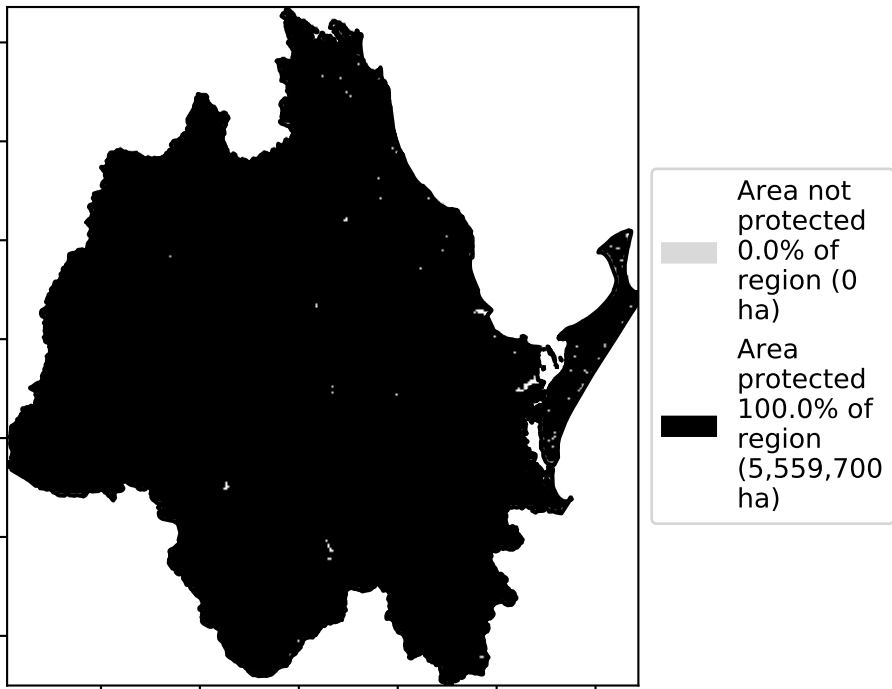 Area not
protected
0.0% of
region (0
ha)
Area
protected
100.0% of
region
(5,559,700
ha)